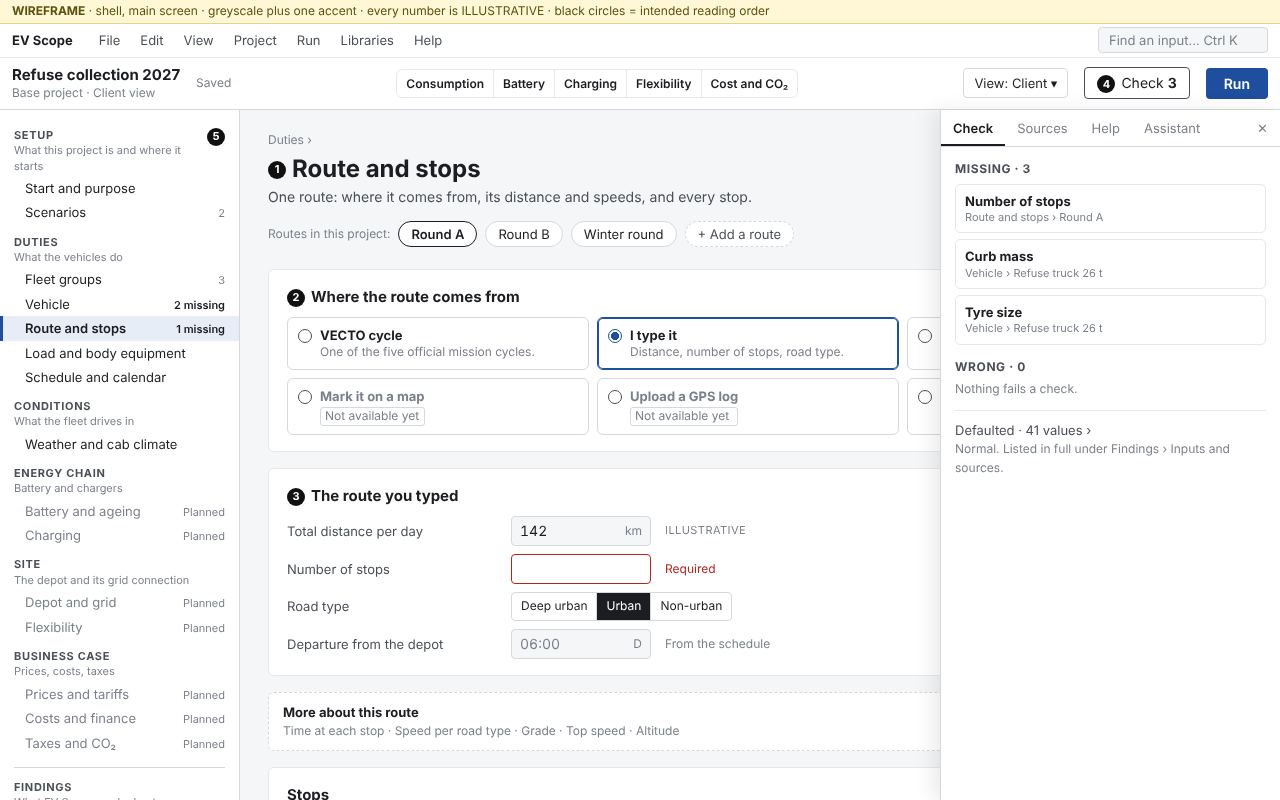 WIREFRAME · shell, main screen · greyscale plus one accent · every number is ILLUSTRATIVE · black circles = intended reading order
EV Scope File Edit View Project Run Libraries Help Find an input... Ctrl K
Refuse collection 2027
Base project · Client view
Saved
Consumption Battery Charging Flexibility Cost and CO₂
View: Client ▾
4 Check 3
Run
SETUP 5
What this project is and where it
starts
Start and purpose
Scenarios 2
DUTIES
What the vehicles do
Fleet groups 3
Vehicle 2 missing
Route and stops 1 missing
Load and body equipment
Schedule and calendar
CONDITIONS
What the fleet drives in
Weather and cab climate
ENERGY CHAIN
Battery and chargers
Battery and ageing Planned
Charging Planned
SITE
The depot and its grid connection
Depot and grid Planned
Flexibility Planned
BUSINESS CASE
Prices, costs, taxes
Prices and tariffs Planned
Costs and finance Planned
Taxes and CO₂ Planned
FINDINGS
Duties ›
1 Route and stops
One route: where it comes from, its distance and speeds, and every stop.
Routes in this project: Round A Round B Winter round + Add a route
2 Where the route comes from
VECTO cycle
One of the five official mission cycles.
I type it
Distance, number of stops, road type.
Mark it on a map
Not available yet
Upload a GPS log
Not available yet
3 The route you typed
Total distance per day 142 km ILLUSTRATIVE
Number of stops Required
Road type Deep urban Urban Non-urban
Departure from the depot 06:00 D From the schedule
More about this route
Time at each stop · Speed per road type · Grade · Top speed · Altitude
Stops
Check Sources Help Assistant ×
MISSING · 3
Number of stops
Route and stops › Round A
Curb mass
Vehicle › Refuse truck 26 t
Tyre size
Vehicle › Refuse truck 26 t
WRONG · 0
Nothing fails a check.
Defaulted · 41 values ›
Normal. Listed in full under Findings › Inputs and
sources.